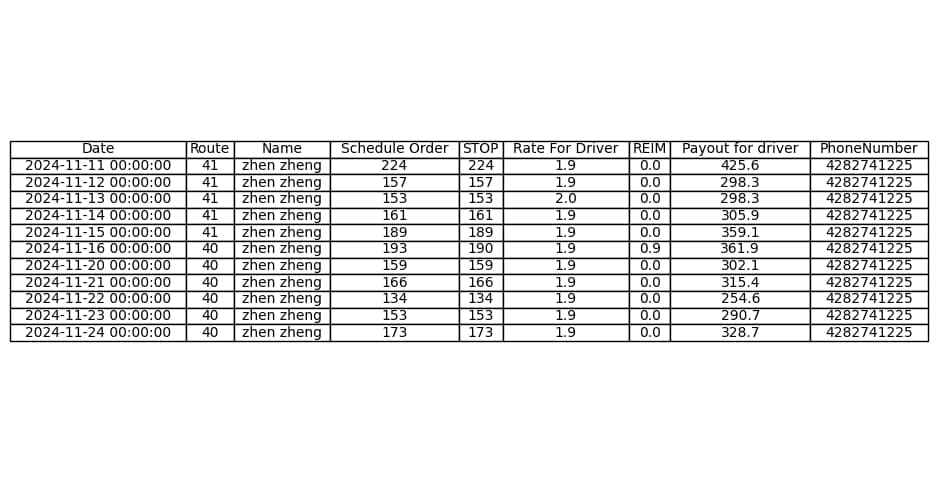 Date Route Name Schedule Order STOP Rate For Driver REIM Payout for driver PhoneNumber
2024-11-11 00:00:00 41 zhen zheng 224 224 1.9 0.0 425.6 4282741225
2024-11-12 00:00:00 41 zhen zheng 157 157 1.9 0.0 298.3 4282741225
2024-11-13 00:00:00 41 zhen zheng 153 153 2.0 0.0 298.3 4282741225
2024-11-14 00:00:00 41 zhen zheng 161 161 1.9 0.0 305.9 4282741225
2024-11-15 00:00:00 41 zhen zheng 189 189 1.9 0.0 359.1 4282741225
2024-11-16 00:00:00 40 zhen zheng 193 190 1.9 0.9 361.9 4282741225
2024-11-20 00:00:00 40 zhen zheng 159 159 1.9 0.0 302.1 4282741225
2024-11-21 00:00:00 40 zhen zheng 166 166 1.9 0.0 315.4 4282741225
2024-11-22 00:00:00 40 zhen zheng 134 134 1.9 0.0 254.6 4282741225
2024-11-23 00:00:00 40 zhen zheng 153 153 1.9 0.0 290.7 4282741225
2024-11-24 00:00:00 40 zhen zheng 173 173 1.9 0.0 328.7 4282741225